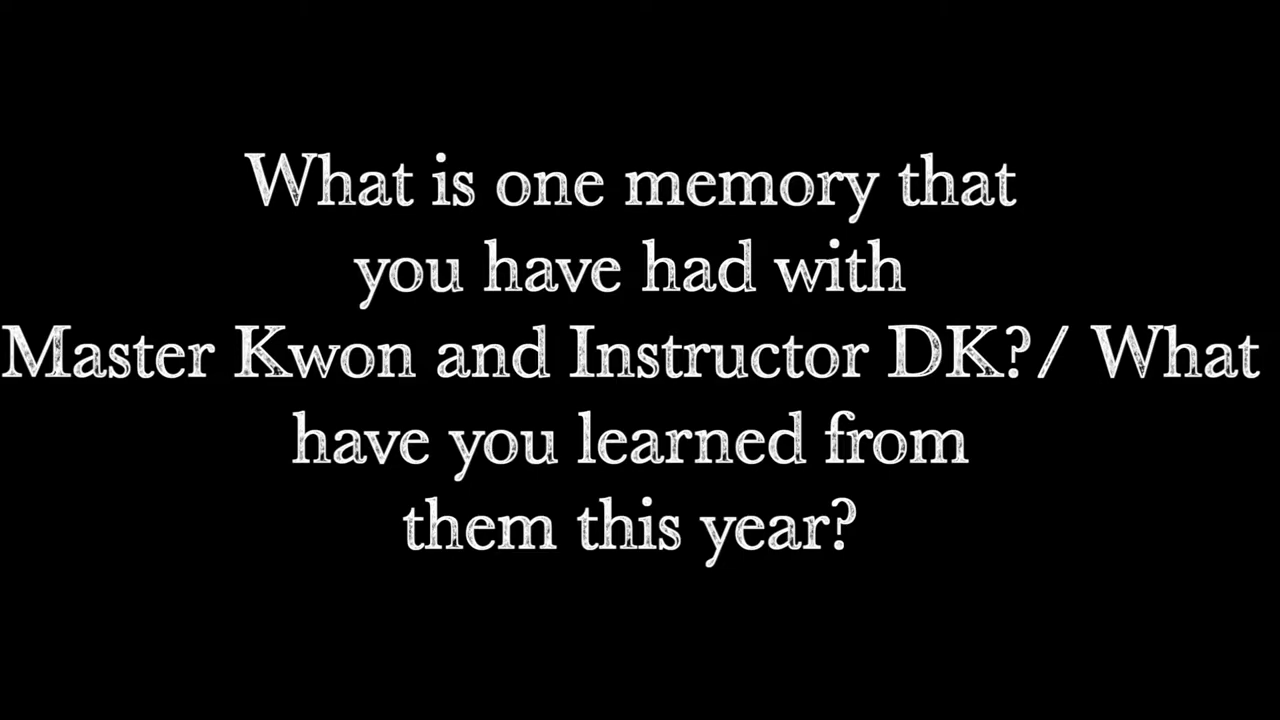 What is one memory that
you have had with
Master Kwon and Instructor DK?/ What
have you learned from
them this year?